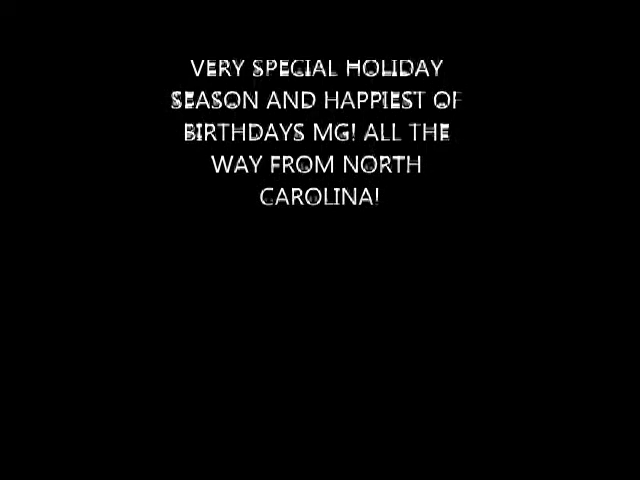 VERY SPECIAL HOLIDAY
SEASON AND HAPPIEST OF
BIRTHDAYS MG! ALL THE
WAY FROM NORTH
CAROLINA!